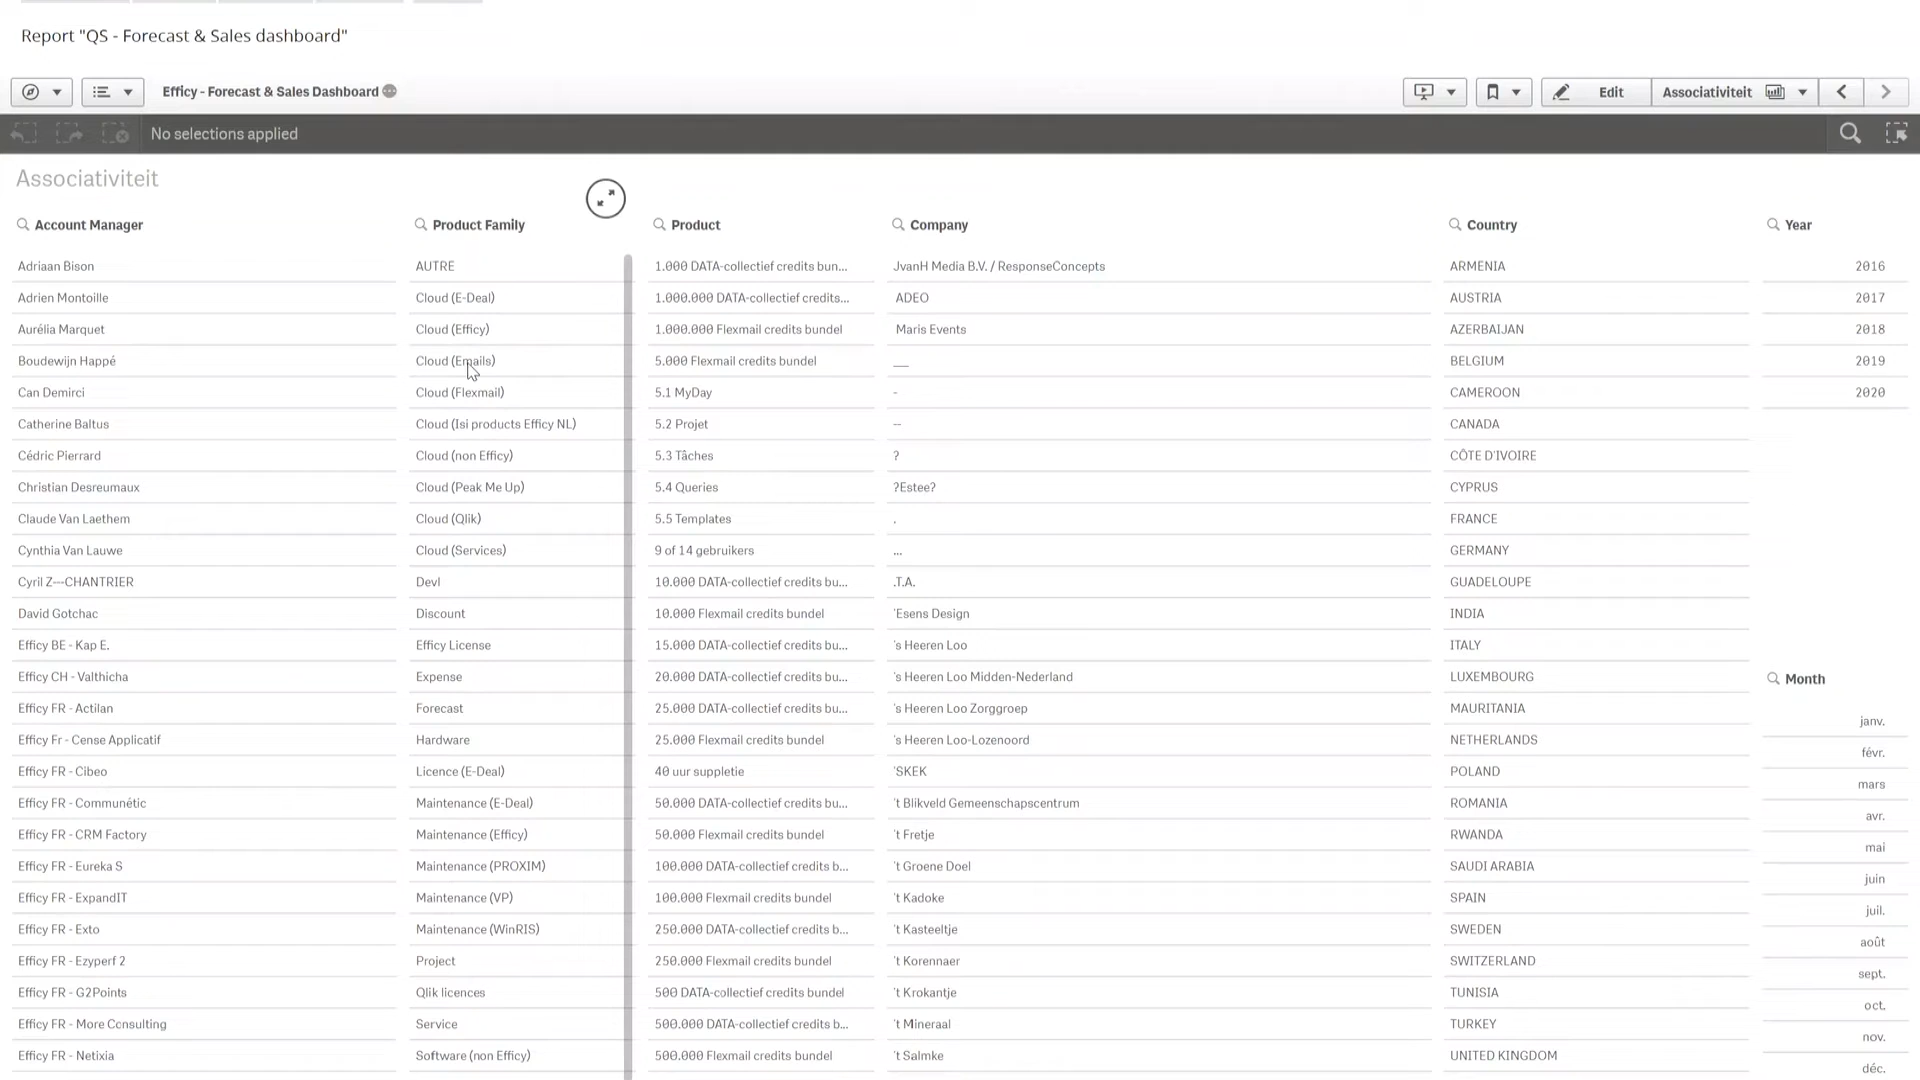 Report "QS - Forecast & Sales dashboard"
Efficy - Forecast & Sales Dashboard
Edit
Associativiteit
No selections applied
Associativiteit
Account Manager
Adriaan Bison
Adrien Montoille
Aurélia Marquet
Boudewijn Happé
Can Demirci
Catherine Baltus
Cédric Pierrard
Christian Desreumaux
Claude Van Laethem
Cynthia Van Lauwe
Cyril Z---CHANTRIER
David Gotchac
Efficy BE - Kap E.
Efficy CH - Valthicha
Efficy FR - Actilan
Efficy Fr - Cense Applicatif
Efficy FR - Cibeo
Efficy FR - Communétic
Efficy FR - CRM Factory
Efficy FR - Eureka S
Efficy FR - ExpandIT
Efficy FR - Exto
Efficy FR - Ezyperf 2
Efficy FR - G2Points
Efficy FR - More Consulting
Efficy FR - Netixia
Product Family
AUTRE
Cloud (E-Deal)
Cloud (Efficy)
Cloud (Emails)
Cloud (Flexmail)
Cloud (Isi products Efficy NL)
Cloud (non Efficy)
Cloud (Peak Me Up)
Cloud (Qlik)
Cloud (Services)
Devl
Discount
Efficy License
Expense
Forecast
Hardware
Licence (E-Deal)
Maintenance (E-Deal)
Maintenance (Efficy)
Maintenance (PROXIM)
Maintenance (VP)
Maintenance (WinRIS)
Project
Qlik licences
Service
Software (non Efficy)
Product
1.000 DATA-collectief credits bun...
1.000.000 DATA-collectief credits...
1.000.000 Flexmail credits bundel
5.000 Flexmail credits bundel
5.1 MyDay
5.2 Projet
5.3 Tâches
5.4 Queries
5.5 Templates
9 of 14 gebruikers
10.000 DATA-collectief credits bu...
10.000 Flexmail credits bundel
15.000 DATA-collectief credits bu...
20.000 DATA-collectief credits bu...
25.000 DATA-collectief credits bu...
25.000 Flexmail credits bundel
40 uur suppletie
50.000 DATA-collectief credits bu...
50.000 Flexmail credits bundel
100.000 DATA-collectief credits b...
100.000 Flexmail credits bundel
250.000 DATA-collectief credits b...
250.000 Flexmail credits bundel
500 DATA-collectief credits bundel
500.000 DATA-collectief credits b...
500.000 Flexmail credits bundel
Company
JvanH Media B.V. / ResponseConcepts
ADEO
Maris Events
__
-
--
?
?Estee?
.
...
.T.A.
'Esens Design
's Heeren Loo
's Heeren Loo Midden-Nederland
's Heeren Loo Zorggroep
's Heeren Loo-Lozenoord
'SKEK
't Blikveld Gemeenschapscentrum
't Fretje
't Groene Doel
't Kadoke
't Kasteeltje
't Korennaer
't Krokantje
't Mineraal
't Salmke
Country
ARMENIA
AUSTRIA
AZERBAIJAN
BELGIUM
CAMEROON
CANADA
CÔTE D'IVOIRE
CYPRUS
FRANCE
GERMANY
GUADELOUPE
INDIA
ITALY
LUXEMBOURG
MAURITANIA
NETHERLANDS
POLAND
ROMANIA
RWANDA
SAUDI ARABIA
SPAIN
SWEDEN
SWITZERLAND
TUNISIA
TURKEY
UNITED KINGDOM
Year
2016
2017
2018
2019
2020
Month
janv.
févr.
mars
avr.
mai
juin
juil.
août
sept.
oct.
nov.
déc.